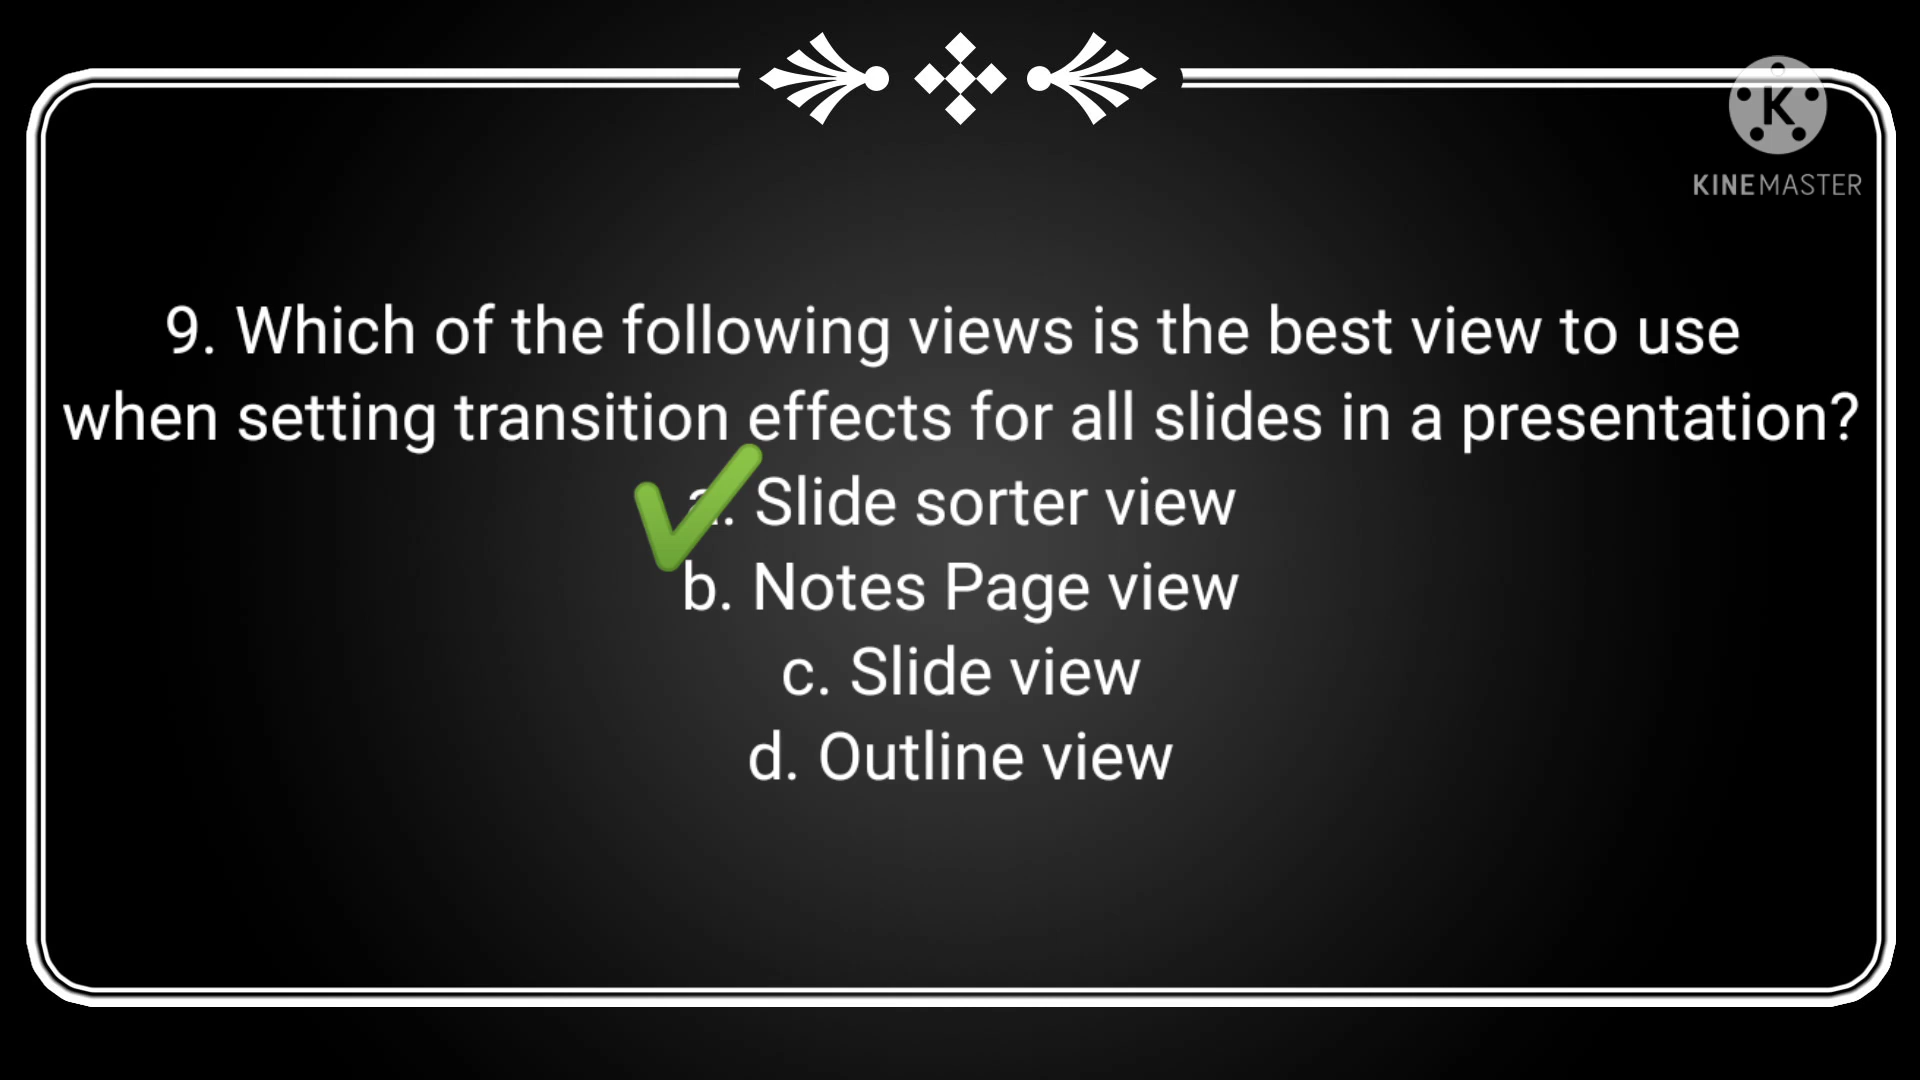 K
KINEMASTER
9. Which of the following views is the best view to use
when setting transition effects for all slides in a presentation?
a. Slide sorter view
b. Notes Page view
c. Slide view
d. Outline view